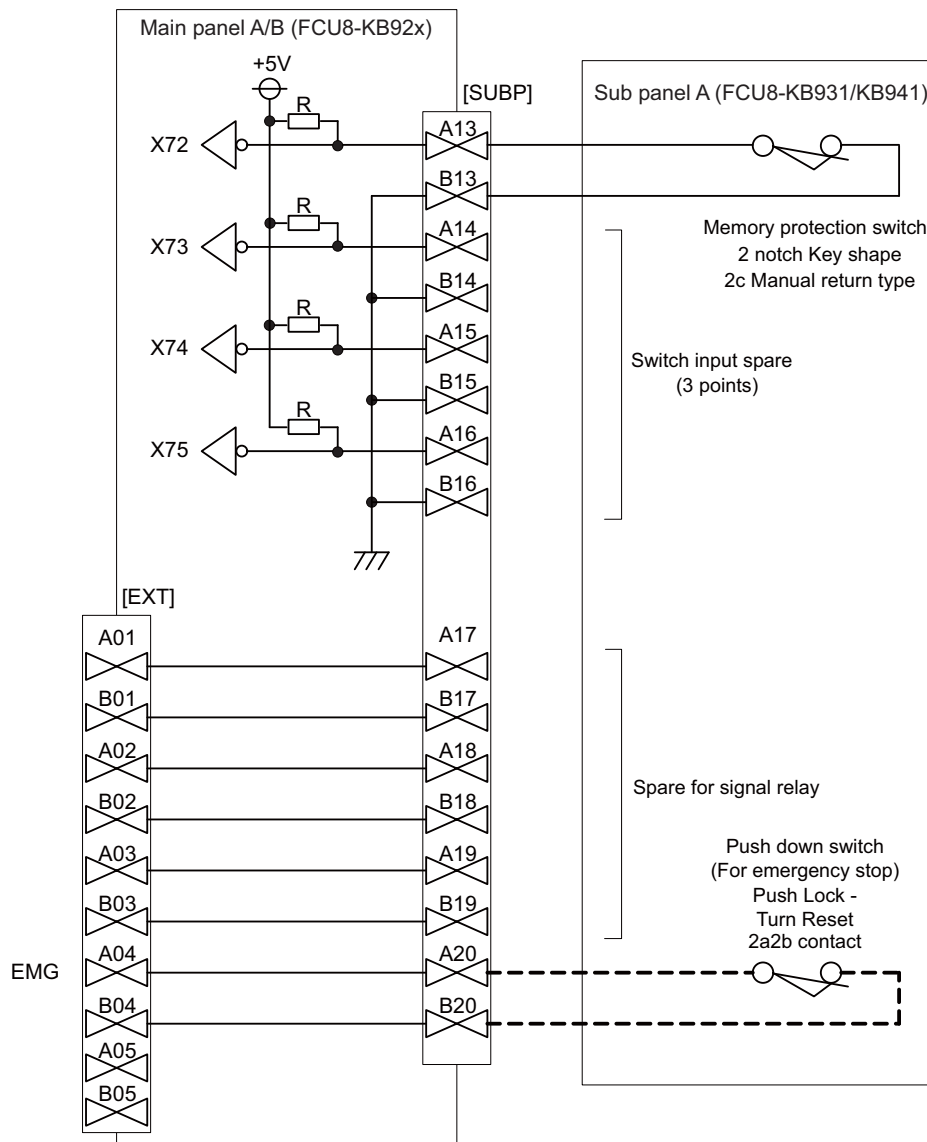 Main panel A/B (FCU8-KB92x)
+5V
[SUBP]
Sub panel A (FCU8-KB931/KB941)
R
A13
X72
B13
R
A14
X73
Memory protection switch
2 notch Key shape
2c Manual return type
B14
R
A15
X74
Switch input spare
(3 points)
B15
R
A16
X75
B16
[EXT]
A01
A17
B01
B17
A02
A18
Spare for signal relay
B02
B18
A03
A19
Push down switch
(For emergency stop)
Push Lock -
Turn Reset
2a2b contact
B03
B19
EMG
A04
A20
B04
B20
A05
B05